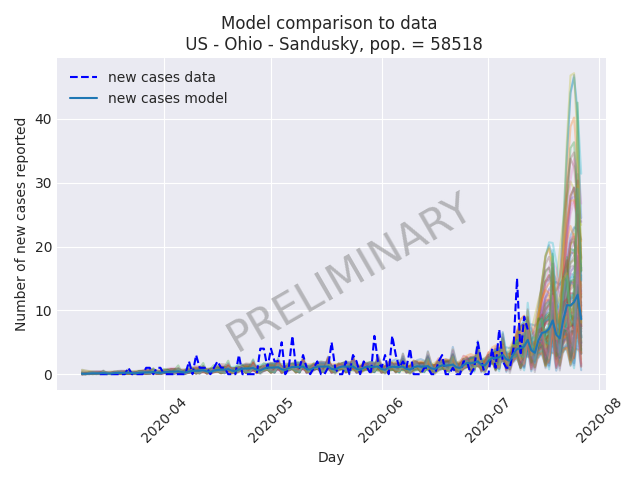 Model comparison to data
US - Ohio - Sandusky, pop. = 58518
new cases data
new cases model
PRELIMINARY
Number of new cases reported
40
30
20
10
0
2020-04
2020-05
2020-06
2020-07
2020-08
Day